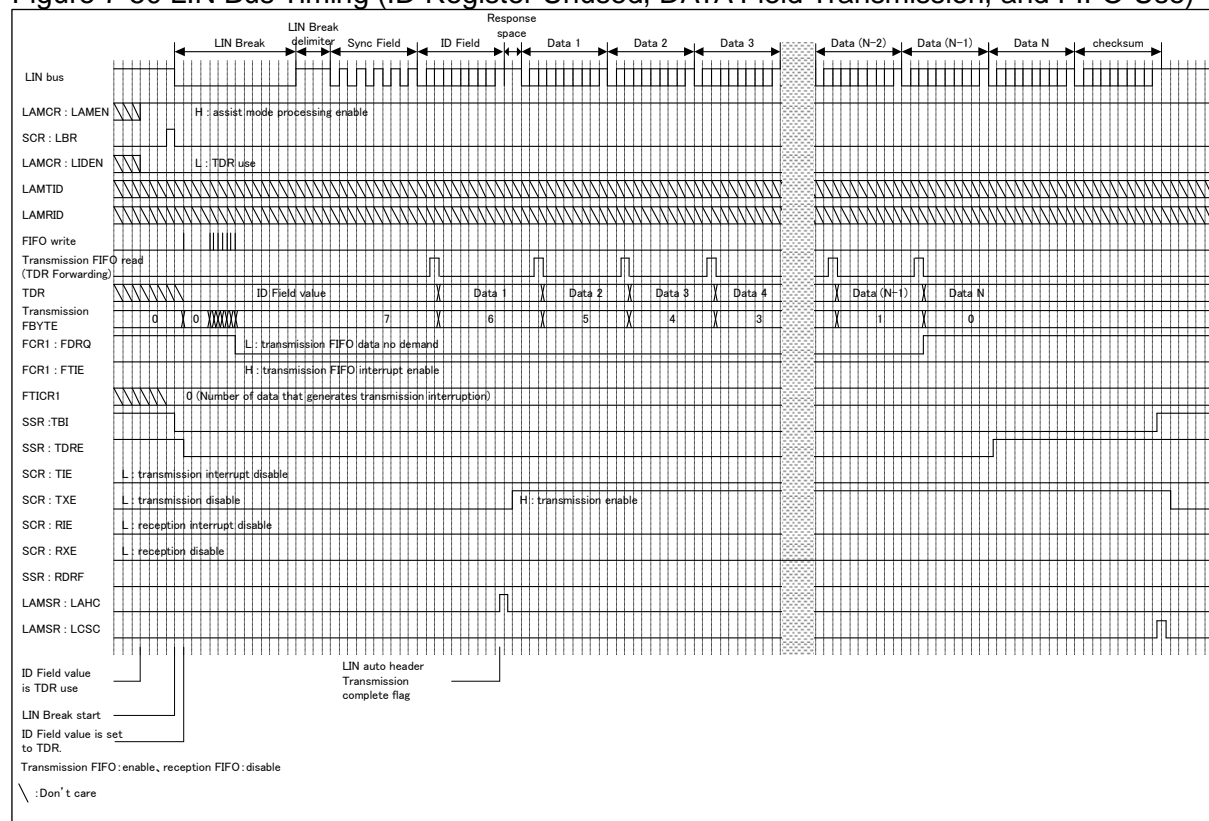 Figure 7-30 LIN Bus Timing (ID Register Unused, DATA Field Transmission, and FIFO Use)
Response
space
LIN Break
delimiter
LIN Break
Sync Field
ID Field
Data 1
Data 2
Data 3
Data (N-2)
Data (N-1)
Data N
checksum
LIN bus
LAMCR : LAMEN
H : assist mode processing enable
SCR : LBR
LAMCR : LIDEN
L : TDR use
LAMTID
LAMRID
FIFO write
Transmission FIFO read
(TDR Forwarding)
TDR
ID Field value
Data 1
Data 2
Data 3
Data 4
Data (N-1)
Data N
Transmission
FBYTE
0
0
7
6
5
4
3
1
0
FCR1 : FDRQ
L : transmission FIFO data no demand
FCR1 : FTIE
H : transmission FIFO interrupt enable
FTICR1
0 (Number of data that generates transmission interruption)
SSR :TBI
SSR : TDRE
SCR : TIE
L : transmission interrupt disable
SCR : TXE
L : transmission disable
H : transmission enable
SCR : RIE
L : reception interrupt disable
SCR : RXE
L : reception disable
SSR : RDRF
LAMSR : LAHC
LAMSR : LCSC
ID Field value
is TDR use
LIN auto header
Transmission
complete flag
LIN Break start
ID Field value is set
to TDR.
Transmission FIFO:enable、reception FIFO:disable
:Don't care